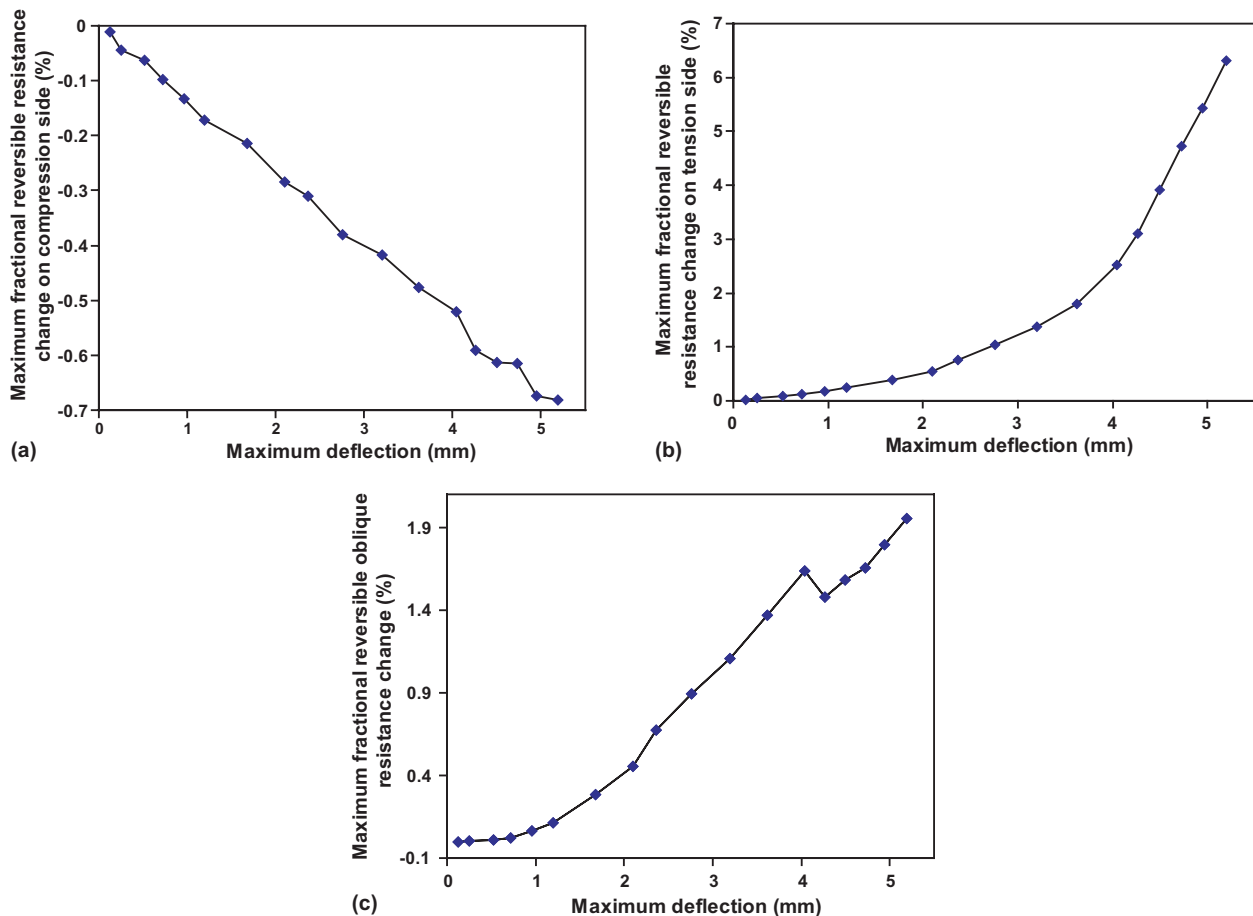 Maximum fractional reversible resistance
change on compression side (%)
0
-0.1
-0.2
-0.3
-0.4
-0.5
-0.6
-0.7
0 1 2 3 4 5
Maximum deflection (mm)
(a)
Maximum fractional reversible
resistance change on tension side (%)
7
6
5
4
3
2
1
0
0 1 2 3 4 5
Maximum deflection (mm)
(b)
Maximum fractional reversible oblique
resistance change (%)
1.9
1.4
0.9
0.4
-0.1
0 1 2 3 4 5
Maximum deflection (mm)
(c)